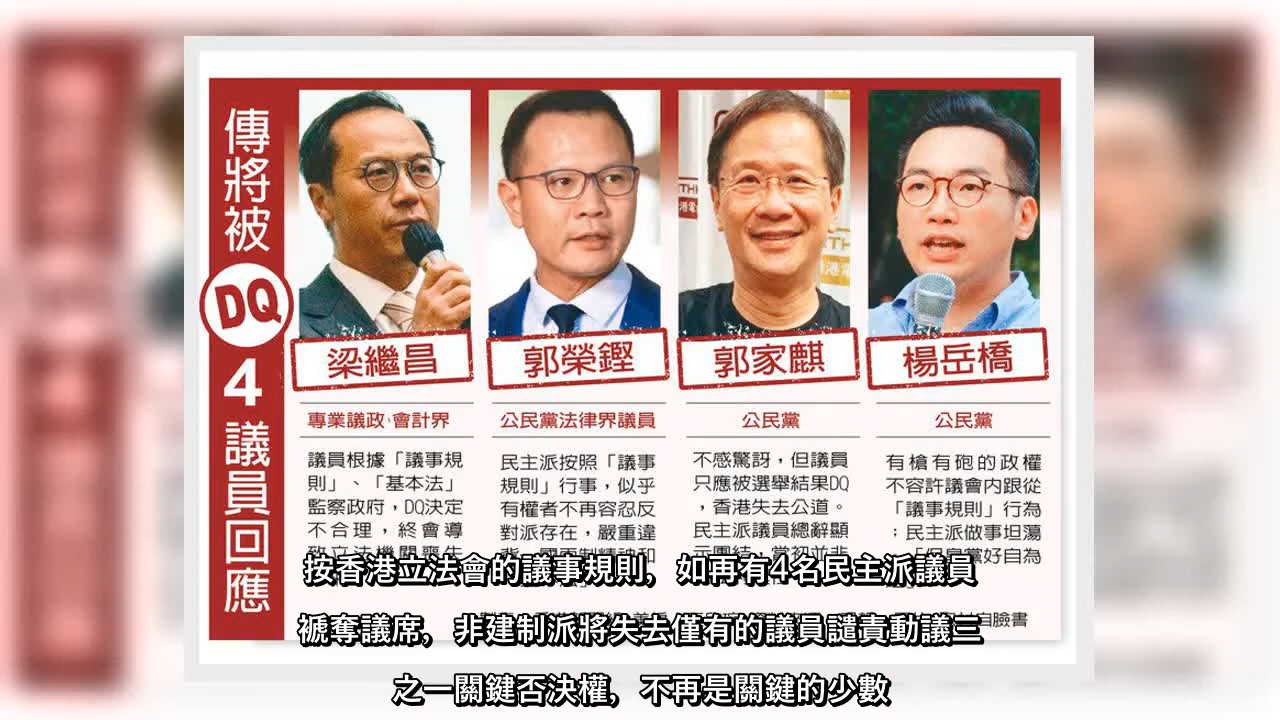 傳將被DQ4議員回應
梁繼昌
專業議政、會計界
議員根據「議事規
則」、「基本法」
監察政府，DQ決定
不合理，終會導
郭榮鏗
公民黨法律界議員
民主派按照「議事
規則」行事，似乎
有權者不再容忍反
對派存在，嚴重違
郭家麒
公民黨
不感驚訝，但議員
只應被選舉結果DQ
，香港失去公道。
民主派議員總辭顯
楊岳橋
公民黨
有槍有砲的政權
不容許議會內跟從
「議事規則」行為
；民主派做事坦蕩
按香港立法會的議事規則，如再有4名民主派議員
褫奪議席，非建制派將失去僅有的議員譴責動議三
之一關鍵否決權，不再是關鍵的少數
臉書